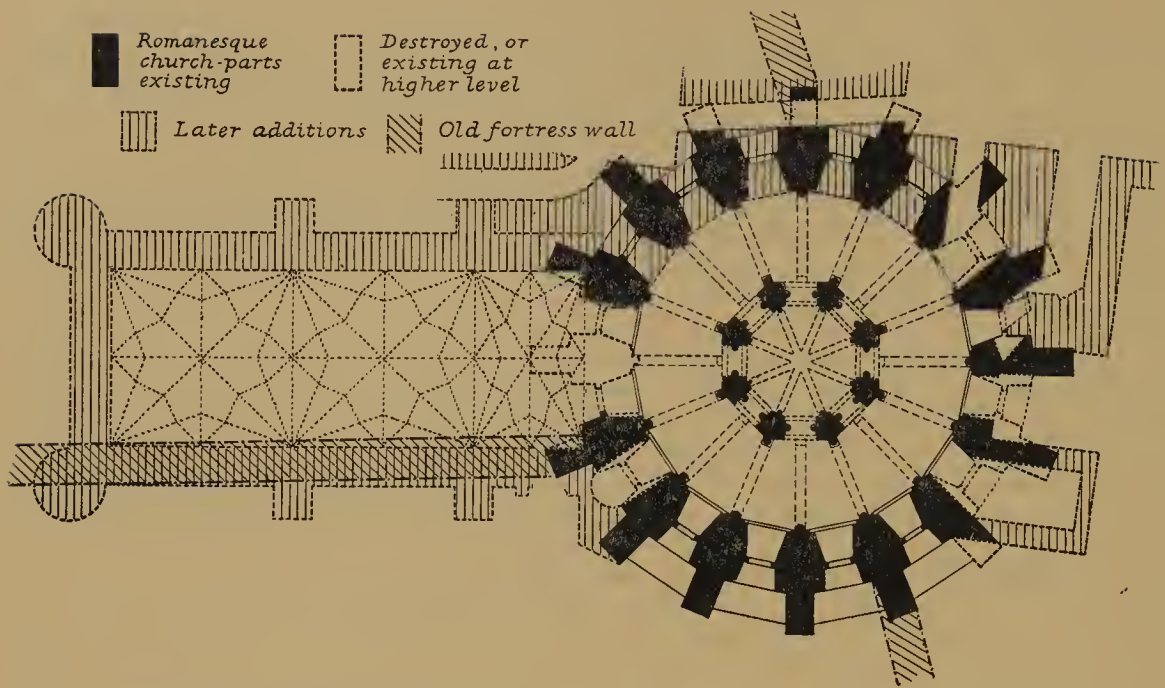 Romanesque
church-parts
existing
Destroyed, or
existing at
higher level
Later additions
Old fortress wall